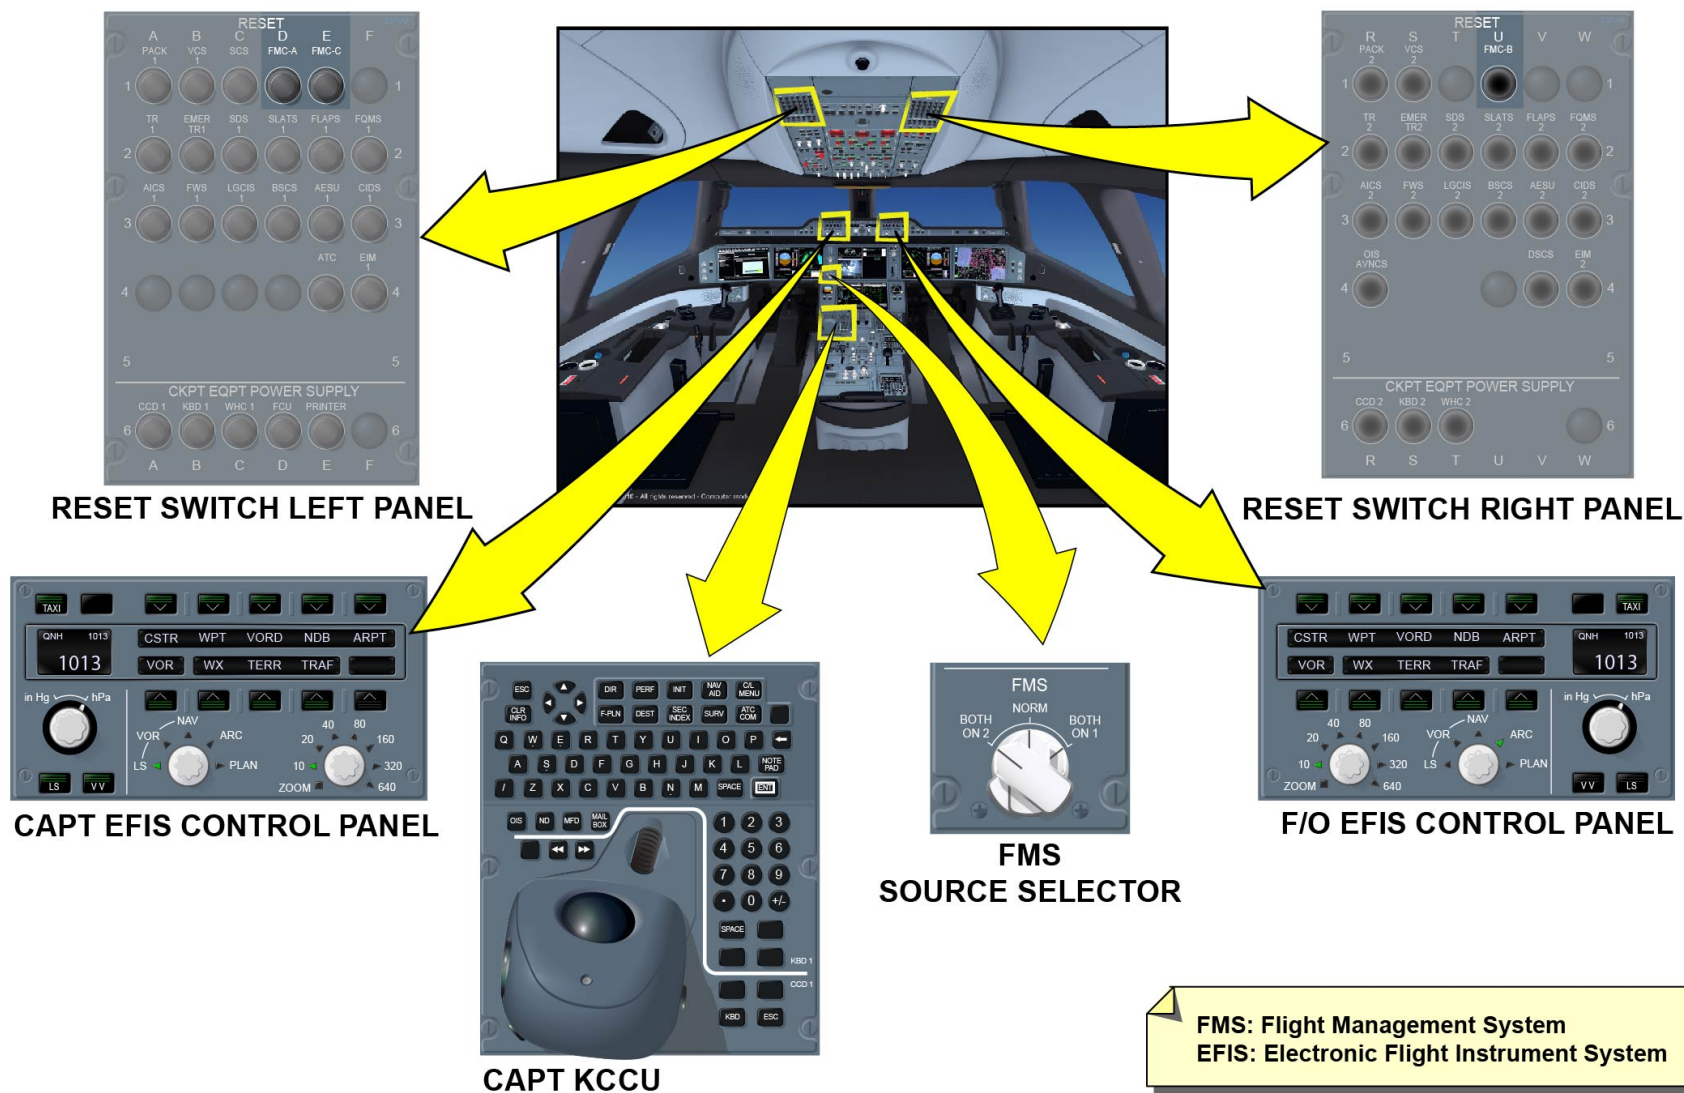 RESET
A B C D E F
PACK 1 VCS 1 SCS FMC-A FMC-C
1 1
TR 1 EMER TR1 SDS 1 SLATS 1 FLAPS 1 FQMS 1
2 2
AICS 1 FWS 1 LGCIS 1 BSCS 1 AESU 1 CIDS 1
3 3
ATC EIM 1
4 4
5 5
CKPT EQPT POWER SUPPLY
CCD 1 KBD 1 WHC 1 FCU PRINTER
6 6
A B C D E F
RESET SWITCH LEFT PANEL
- All rights reserved - Computer
RESET
R S T U V W
PACK 2 VCS 2 FMC-B
1 1
TR 2 EMER TR2 SDS 2 SLATS 2 FLAPS 2 FQMS 2
2 2
AICS 2 FWS 2 LGCIS 2 BSCS 2 AESU 2 CIDS 2
3 3
OIS AVNCS DSCS EIM 2
4 4
5 5
CKPT EQPT POWER SUPPLY
CCD 2 KBD 2 WHC 2
6 6
R S T U V W
RESET SWITCH RIGHT PANEL
TAXI
QNH 1013
1013
CSTR WPT VORD NDB ARPT
VOR WX TERR TRAF
in Hg hPa
LS VOR NAV ARC PLAN
ZOOM 10 20 40 80 160 320 640
LS V V
CAPT EFIS CONTROL PANEL
ESC DIR PERF INIT NAV AID C/L MENU
CLR INFO F-PLN DEST SEC INDEX SURV ATC COM
Q W E R T Y U I O P
A S D F G H J K L NOTE PAD
/ Z X C V B N M SPACE ENT
OIS ND MFD MAIL BOX
1 2 3
4 5 6
7 8 9
. 0 +/-
SPACE
KBD 1
CCD 1
KBD ESC
CAPT KCCU
FMS
NORM
BOTH ON 2 BOTH ON 1
FMS
SOURCE SELECTOR
TAXI
CSTR WPT VORD NDB ARPT
VOR WX TERR TRAF
QNH 1013
1013
in Hg hPa
ZOOM 10 20 40 80 160 320 640
LS VOR NAV ARC PLAN
V V LS
F/O EFIS CONTROL PANEL
FMS: Flight Management System
EFIS: Electronic Flight Instrument System